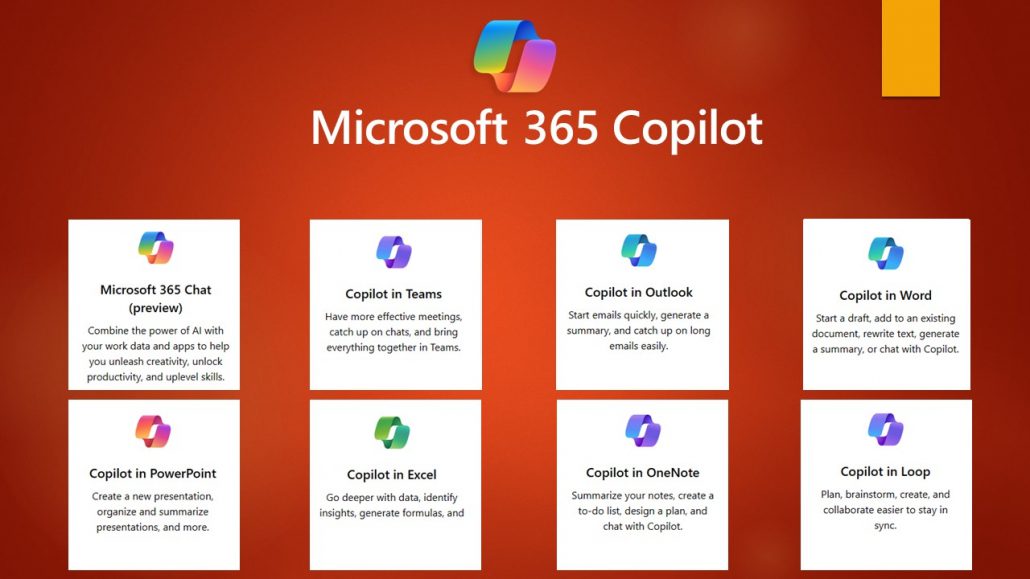 Microsoft 365 Copilot
Microsoft 365 Chat
(preview)
Combine the power of AI with
your work data and apps to help
you unleash creativity, unlock
productivity, and uplevel skills.
Copilot in Teams
Have more effective meetings,
catch up on chats, and bring
everything together in Teams.
Copilot in Outlook
Start emails quickly, generate a
summary, and catch up on long
emails easily.
Copilot in Word
Start a draft, add to an existing
document, rewrite text, generate
a summary, or chat with Copilot.
Copilot in PowerPoint
Create a new presentation,
organize and summarize
presentations, and more.
Copilot in Excel
Go deeper with data, identify
insights, generate formulas, and
Copilot in OneNote
Summarize your notes, create a
to-do list, design a plan, and
chat with Copilot.
Copilot in Loop
Plan, brainstorm, create, and
collaborate easier to stay in
sync.